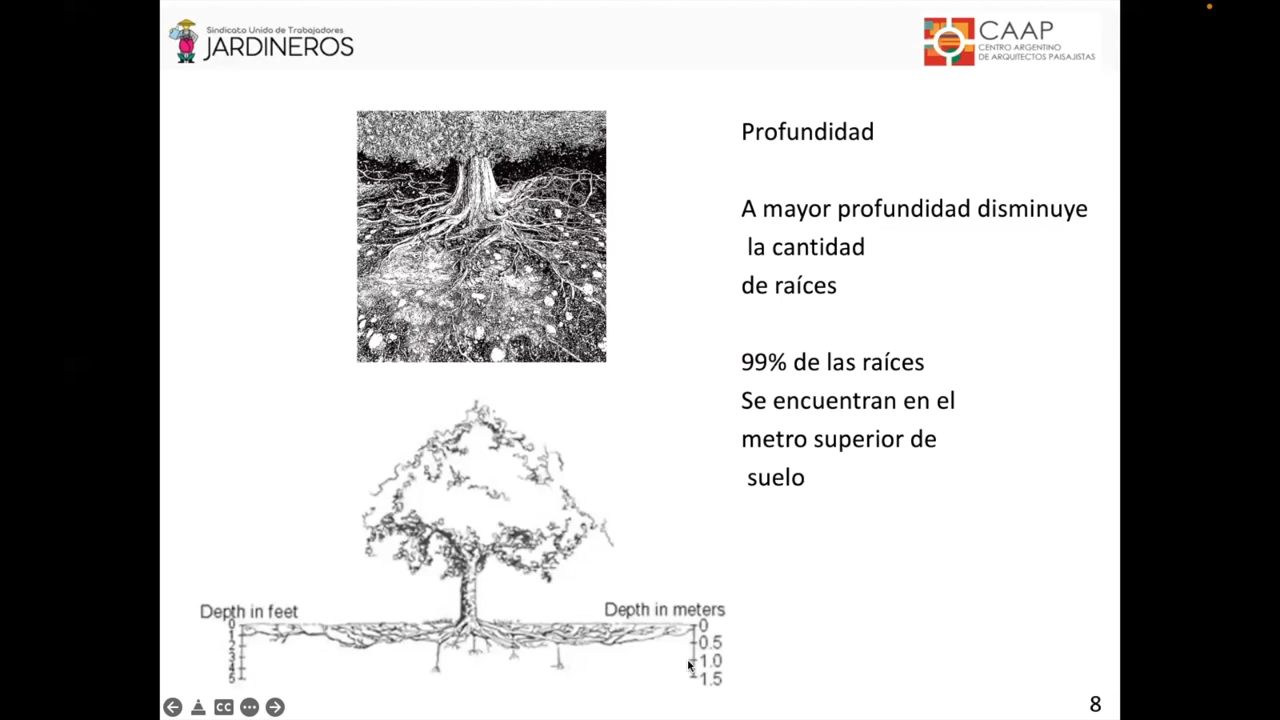 Sindicato Unido de Trabajadores
JARDINEROS
CAAP
CENTRO ARGENTINO
DE ARQUITECTOS PAISAJISTAS
Profundidad
A mayor profundidad disminuye
la cantidad
de raíces
99% de las raíces
Se encuentran en el
metro superior de
suelo
Depth in feet
0
1
2
3
4
5
Depth in meters
0
0.5
1.0
1.5
CC
8